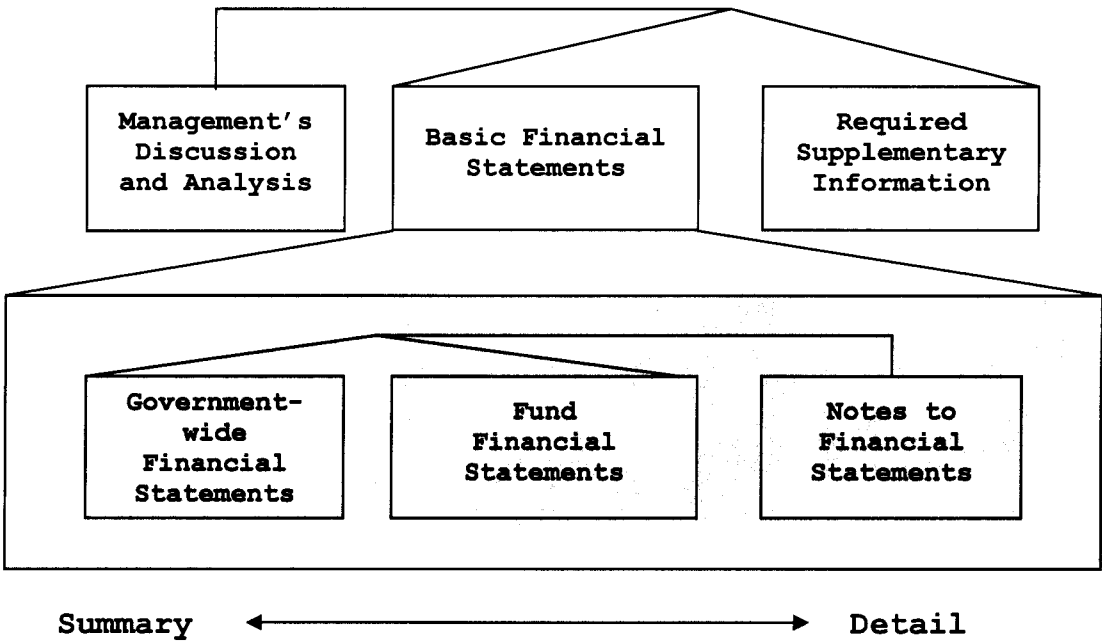 Management's
Discussion
and Analysis
Basic Financial
Statements
Required
Supplementary
Information
Government-
wide
Financial
Statements
Fund
Financial
Statements
Notes to
Financial
Statements
Summary
Detail